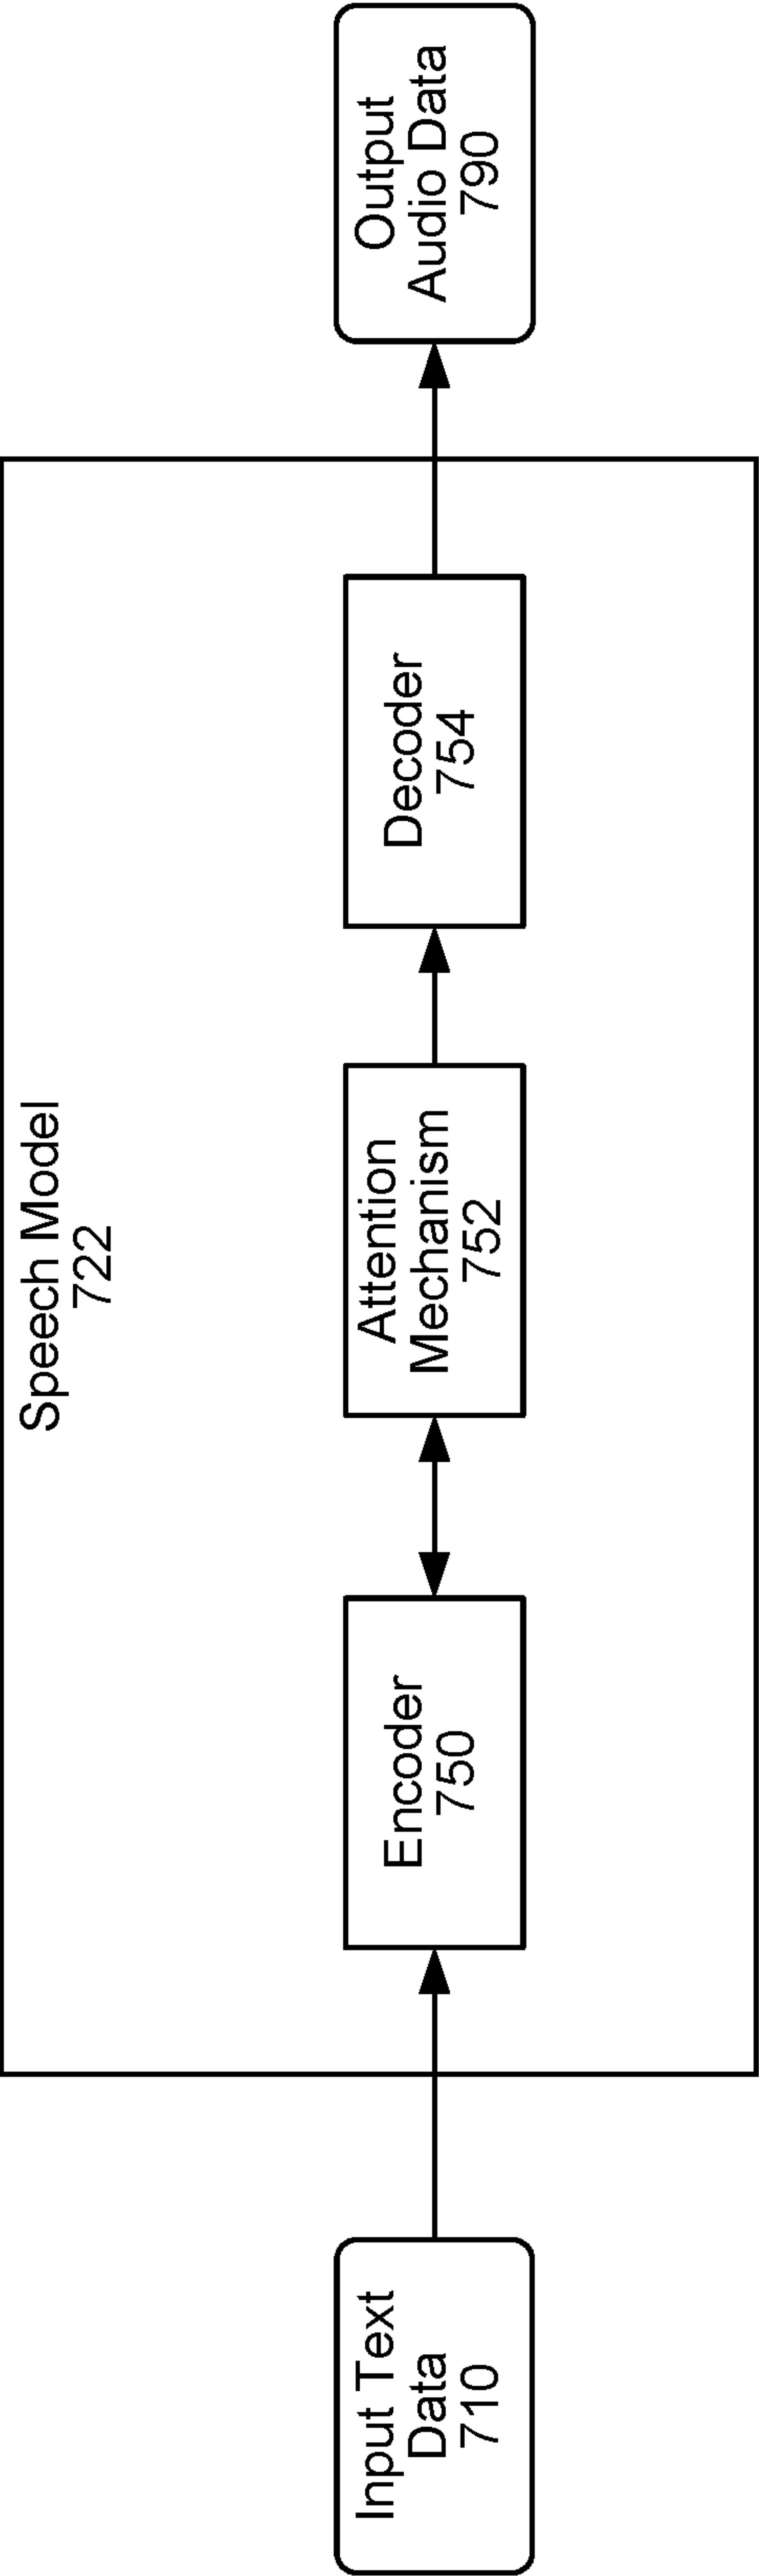 Speech Model
722
Input Text
Data
710
Encoder
750
Attention
Mechanism
752
Decoder
754
Output
Audio Data
790